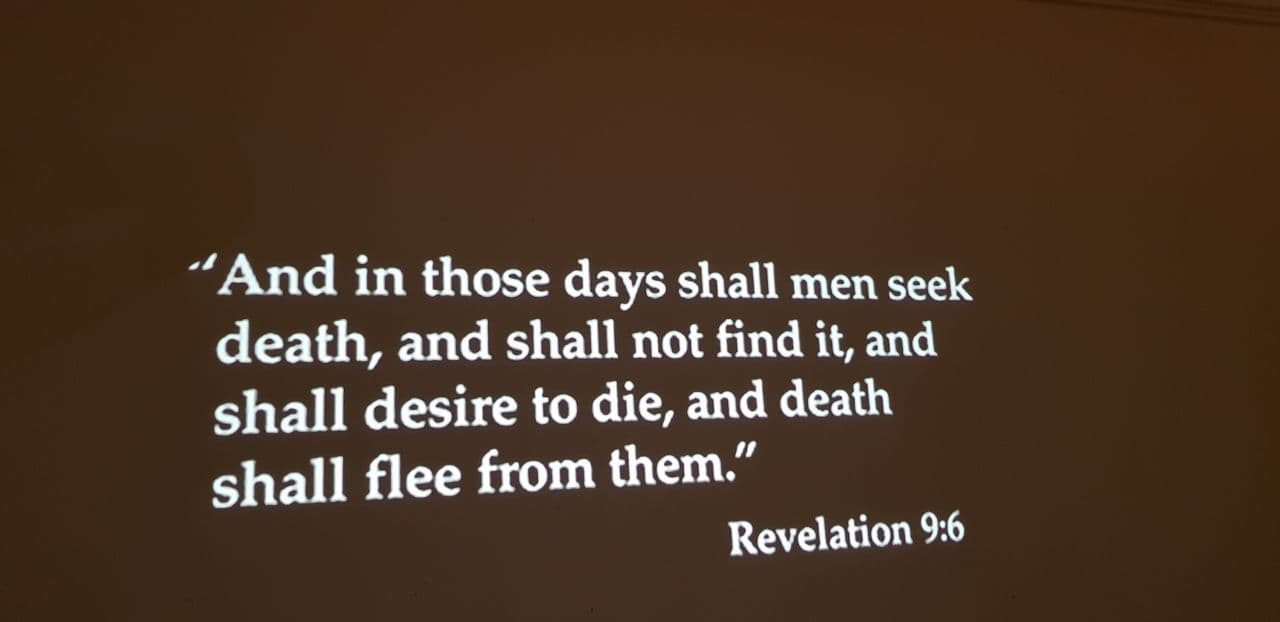 “And in those days shall men seek
death, and shall not find it, and
shall desire to die, and death
shall flee from them.”
Revelation 9:6